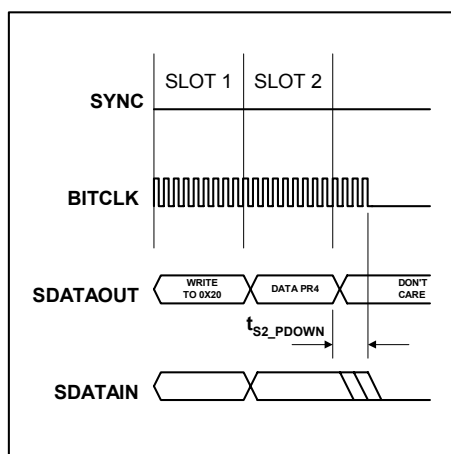 SLOT 1 SLOT 2
SYNC
BITCLK
SDATAOUT
WRITE
TO 0X20
DATA PR4
DON'T
CARE
tS2_PDOWN
SDATAIN